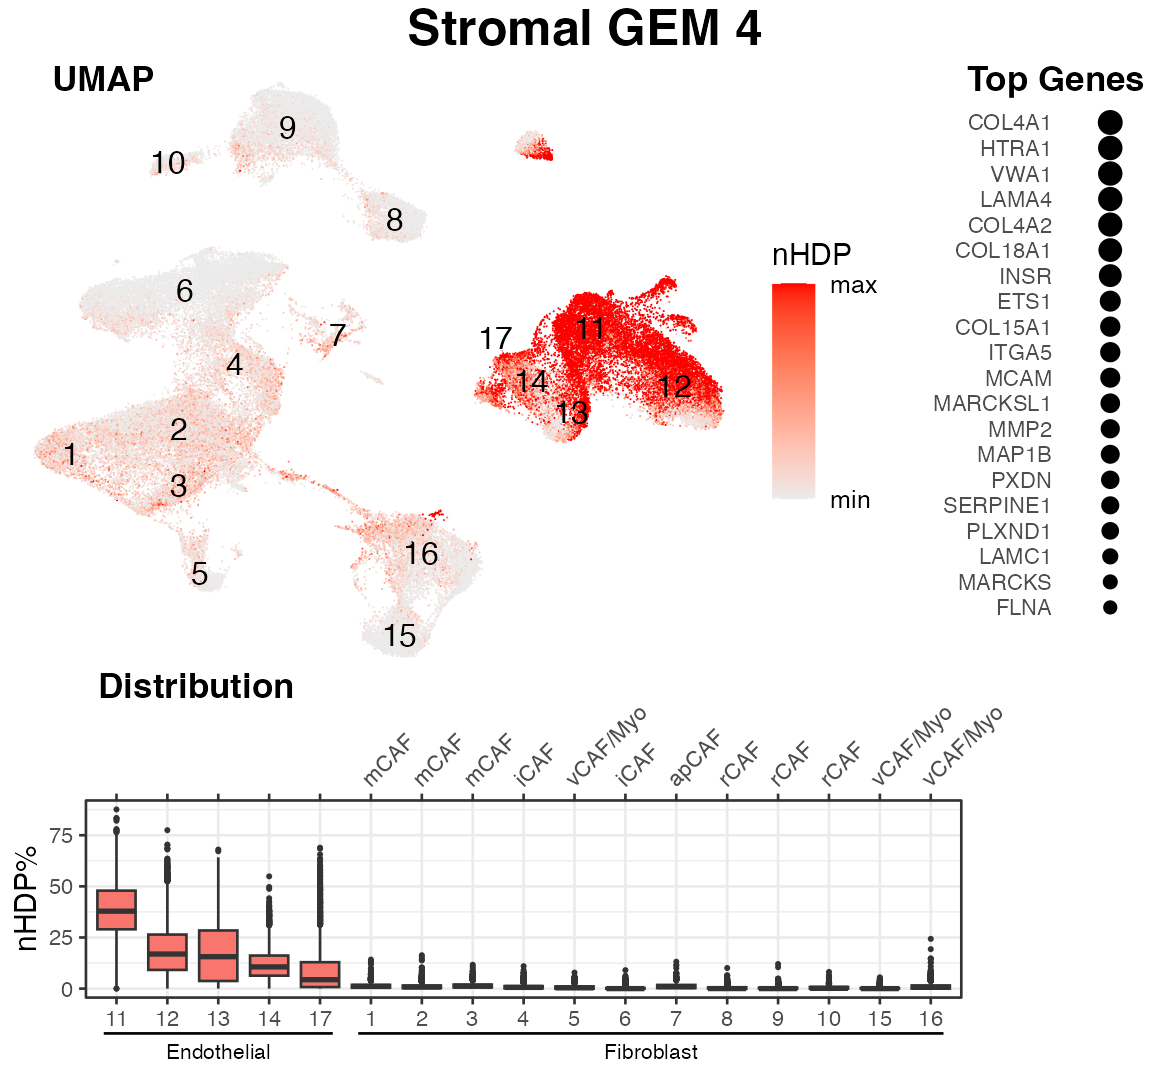 Stromal GEM 4
UMAP
9
10
8
6
7
4
2
1
3
5
16
15
17
11
14
12
13
nHDP
max
min
Top Genes
COL4A1
HTRA1
VWA1
LAMA4
COL4A2
COL18A1
INSR
ETS1
COL15A1
ITGA5
MCAM
MARCKSL1
MMP2
MAP1B
PXDN
SERPINE1
PLXND1
LAMC1
MARCKS
FLNA
Distribution
mCAF
mCAF
mCAF
iCAF
vCAF/Myo
iCAF
apCAF
rCAF
rCAF
rCAF
vCAF/Myo
vCAF/Myo
nHDP%
75
50
25
0
11 12 13 14 17 1 2 3 4 5 6 7 8 9 10 15 16
Endothelial Fibroblast